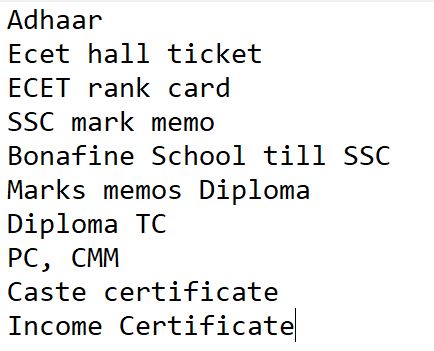 Adhaar
Ecet hall ticket
ECET rank card
SSC mark memo
Bonafine School till SSC
Marks memos Diploma
Diploma TC
PC, CMM
Caste certificate
Income Certificate